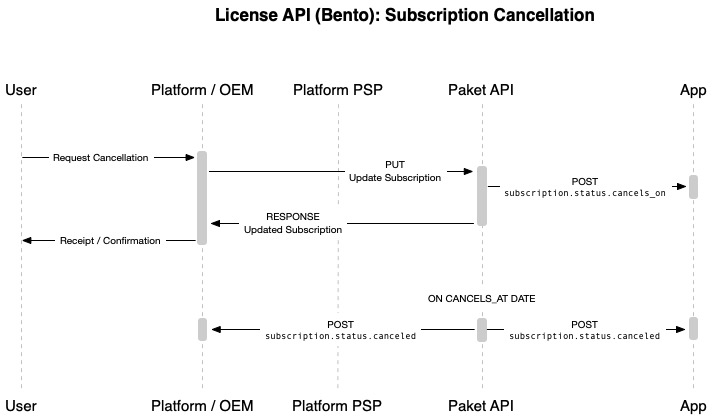 License API (Bento): Subscription Cancellation
User Platform / OEM Platform PSP Paket API App
Request Cancellation
PUT
Update Subscription
POST
subscription.status.cancels_on
RESPONSE
Updated Subscription
Receipt / Confirmation
ON CANCELS_AT DATE
POST POST
subscription.status.canceled subscription.status.canceled
User Platform / OEM Platform PSP Paket API App